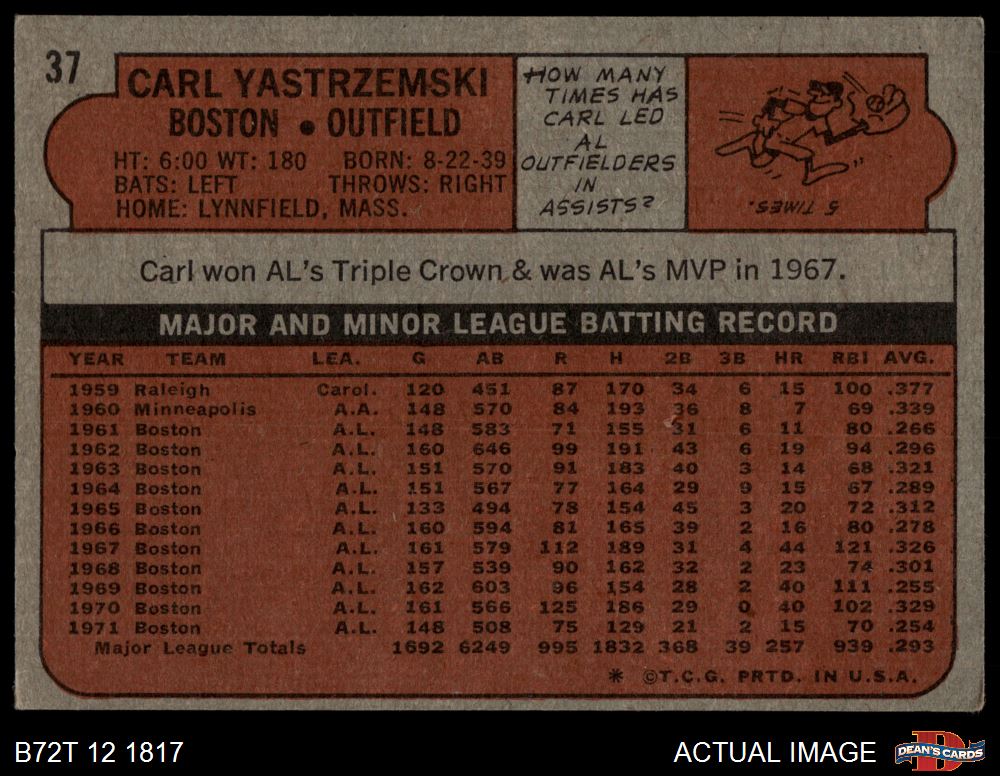 37
CARL YASTRZEMSKI
BOSTON • OUTFIELD
HT: 6:00 WT: 180 BORN: 8-22-39
BATS: LEFT THROWS: RIGHT
HOME: LYNNFIELD, MASS.
HOW MANY
TIMES HAS
CARL LED
AL
OUTFIELDERS
IN
ASSISTS?
5 TIMES.
Carl won AL's Triple Crown & was AL's MVP in 1967.
MAJOR AND MINOR LEAGUE BATTING RECORD
YEAR TEAM LEA. G AB R H 2B 3B HR RBI AVG.
1959 Raleigh Carol. 120 451 87 170 34 6 15 100 .377
1960 Minneapolis A.A. 148 570 84 193 36 8 7 69 .339
1961 Boston A.L. 148 583 71 155 31 6 11 80 .266
1962 Boston A.L. 160 646 99 191 43 6 19 94 .296
1963 Boston A.L. 151 570 91 183 40 3 14 68 .321
1964 Boston A.L. 151 567 77 164 29 9 15 67 .289
1965 Boston A.L. 133 494 78 154 45 3 20 72 .312
1966 Boston A.L. 160 594 81 165 39 2 16 80 .278
1967 Boston A.L. 161 579 112 189 31 4 44 121 .326
1968 Boston A.L. 157 539 90 162 32 2 23 74 .301
1969 Boston A.L. 162 603 96 154 28 2 40 111 .255
1970 Boston A.L. 161 566 125 186 29 0 40 102 .329
1971 Boston A.L. 148 508 75 129 21 2 15 70 .254
Major League Totals 1692 6249 995 1832 368 39 257 939 .293
* ©T.C.G. PRTD. IN U.S.A.
B72T 12 1817
ACTUAL IMAGE
D
DEAN'S CARDS